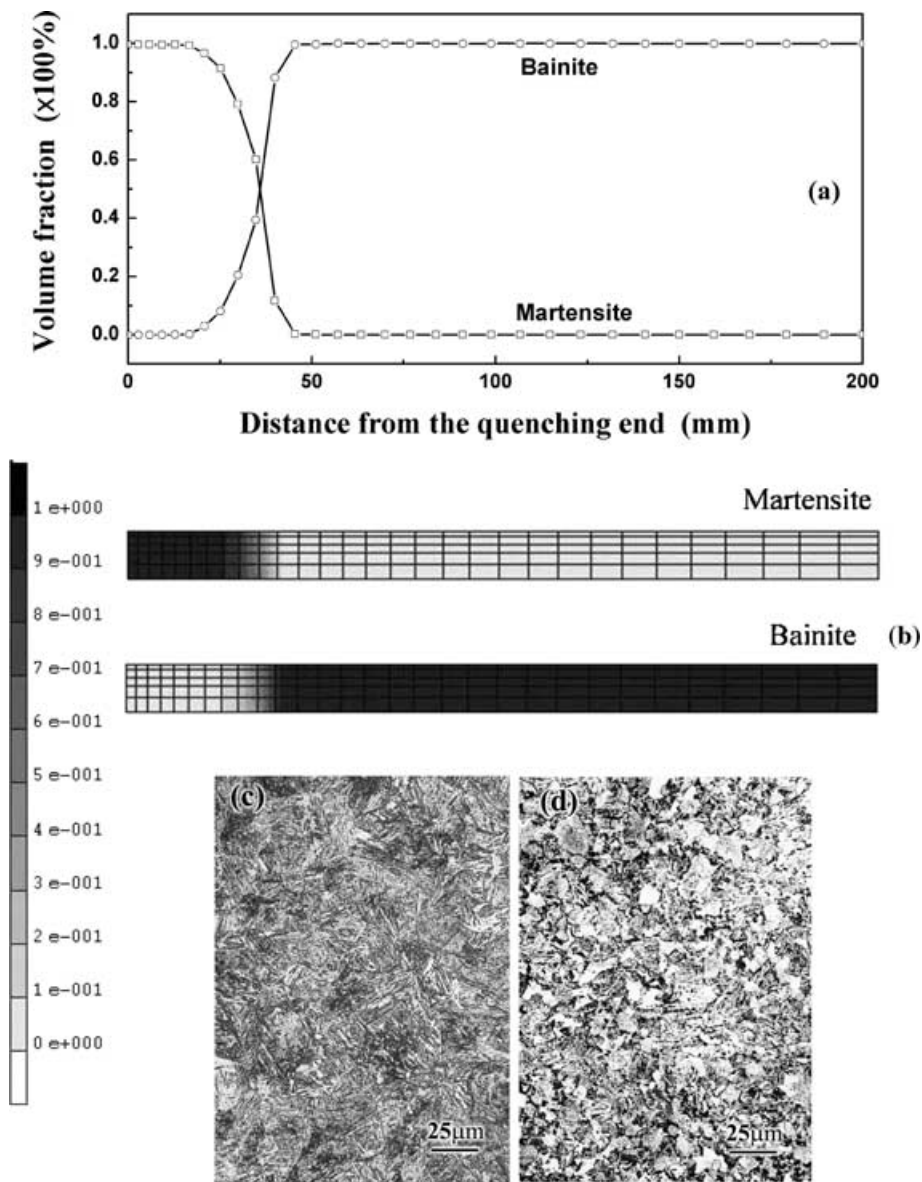 1.0
0.8
0.6
0.4
0.2
0.0
Volume fraction (x100%)
Bainite
(a)
Martensite
0 50 100 150 200
Distance from the quenching end (mm)
1 e+000
9 e-001
8 e-001
7 e-001
6 e-001
5 e-001
4 e-001
3 e-001
2 e-001
1 e-001
0 e+000
Martensite
Bainite (b)
(c)
25μm
(d)
25μm